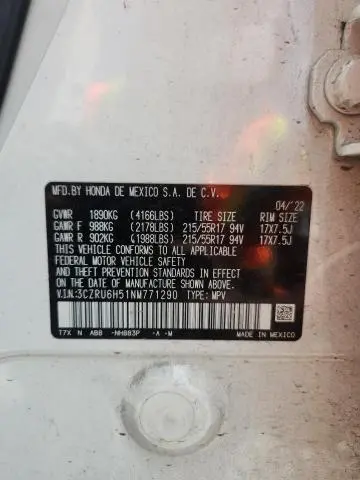 MFD.BY HONDA DE MEXICO S.A. DE C.V.
04/'22
GVWR 1890KG (4166LBS) TIRE SIZE RIM SIZE
GAWR F 988KG (2178LBS) 215/55R17 94V 17X7.5J
GAWR R 902KG (1988LBS) 215/55R17 94V 17X7.5J
THIS VEHICLE CONFORMS TO ALL APPLICABLE
FEDERAL MOTOR VEHICLE SAFETY AND THEFT
PREVENTION STANDARDS IN EFFECT ON THE
DATE OF MANUFACTURE SHOWN ABOVE.
V.I.N:3CZRU6H51NM771290 TYPE: MPV
T7X N ABB -NH883P -A -M MADE IN MEXICO